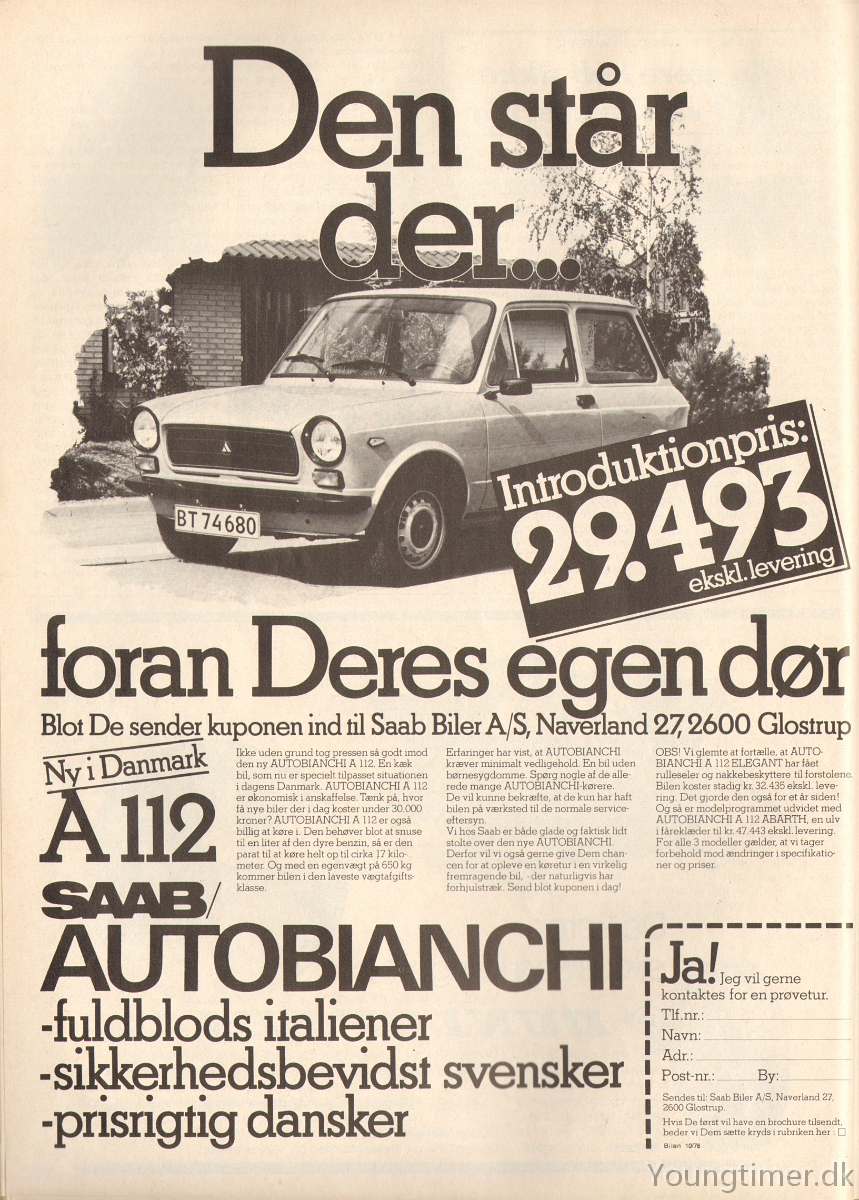 Den står
der...
BT 74680
Introduktionpris:
29.493
ekskl. levering
foran Deres egen dør
Blot De sender kuponen ind til Saab Biler A/S, Naverland 27, 2600 Glostrup
Ny i Danmark
A 112
SAAB/
AUTOBIANCHI
-fuldblods italiener
-sikkerhedsbevidst svensker
-prisrigtig dansker
Ikke uden grund tog pressen så godt imod
den ny AUTOBIANCHI A 112. En kæk
bil, som nu er specielt tilpasset situationen
i dagens Danmark. AUTOBIANCHI A 112
er økonomisk i anskaffelse. Tænk på, hvor
få nye biler der i dag koster under 30.000
kroner? AUTOBIANCHI A 112 er også
billig at køre i. Den behøver blot at snuse
til en liter af den dyre benzin, så er den
parat til at køre helt op til cirka 17 kilo-
meter. Og med en egenvægt på 650 kg
kommer bilen i den laveste vægtafgifts-
klasse.
Erfaringer har vist, at AUTOBIANCHI
kræver minimalt vedligehold. En bil uden
børnesygdomme. Spørg nogle af de alle-
rede mange AUTOBIANCHI-kørere.
De vil kunne bekræfte, at de kun har haft
bilen på værksted til de normale service-
eftersyn.
Vi hos Saab er både glade og faktisk lidt
stolte over den nye AUTOBIANCHI.
Derfor vil vi også gerne give Dem chan-
cen for at opleve en køretur i en virkelig
fremragende bil, - der naturligvis har
forhjulstræk. Send blot kuponen i dag!
OBS! Vi glemte at fortælle, at AUTO-
BIANCHI A 112 ELEGANT har fået
rulleseler og nakkebeskyttere til forstolene.
Bilen koster stadig kr. 32.435 ekskl. leve-
ring. Det gjorde den også for et år siden!
Og så er modelprogrammet udvidet med
AUTOBIANCHI A 112 ABARTH, en ulv
i fåreklæder til kr. 47.443 ekskl. levering.
For alle 3 modeller gælder, at vi tager
forbehold mod ændringer i specifikatio-
ner og priser.
Ja! Jeg vil gerne
kontaktes for en prøvetur.
Tlf.nr.:
Navn:
Adr.:
Post-nr.: By:
Sendes til: Saab Biler A/S, Naverland 27,
2600 Glostrup.
Hvis De først vil have en brochure tilsendt,
beder vi Dem sætte kryds i rubriken her :
Bilen 10/76
Youngtimer.dk